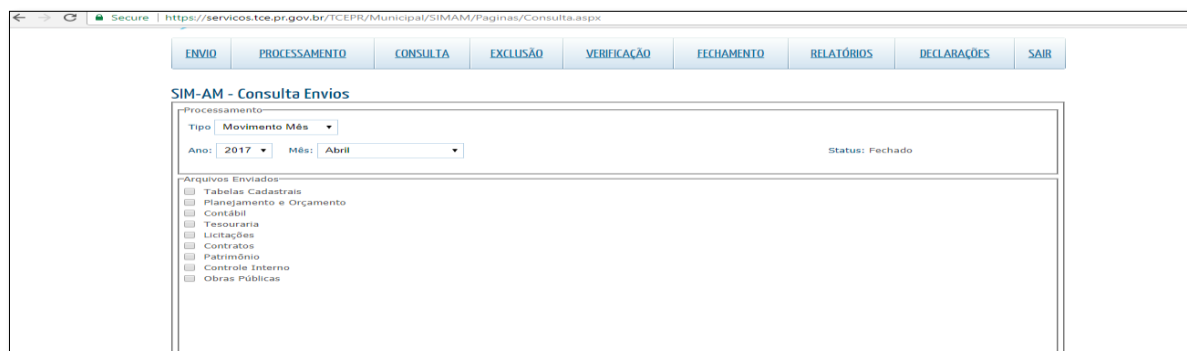 Secure | https://servicos.tce.pr.gov.br/TCEPR/Municipal/SIMAM/Paginas/Consulta.aspx
ENVIO PROCESSAMENTO CONSULTA EXCLUSÃO VERIFICAÇÃO FECHAMENTO RELATÓRIOS DECLARAÇÕES SAIR
SIM-AM - Consulta Envios
Processamento
Tipo Movimento Mês
Ano: 2017 Mês: Abril Status: Fechado
Arquivos Enviados
Tabelas Cadastrais
Planejamento e Orçamento
Contábil
Tesouraria
Licitações
Contratos
Patrimônio
Controle Interno
Obras Públicas